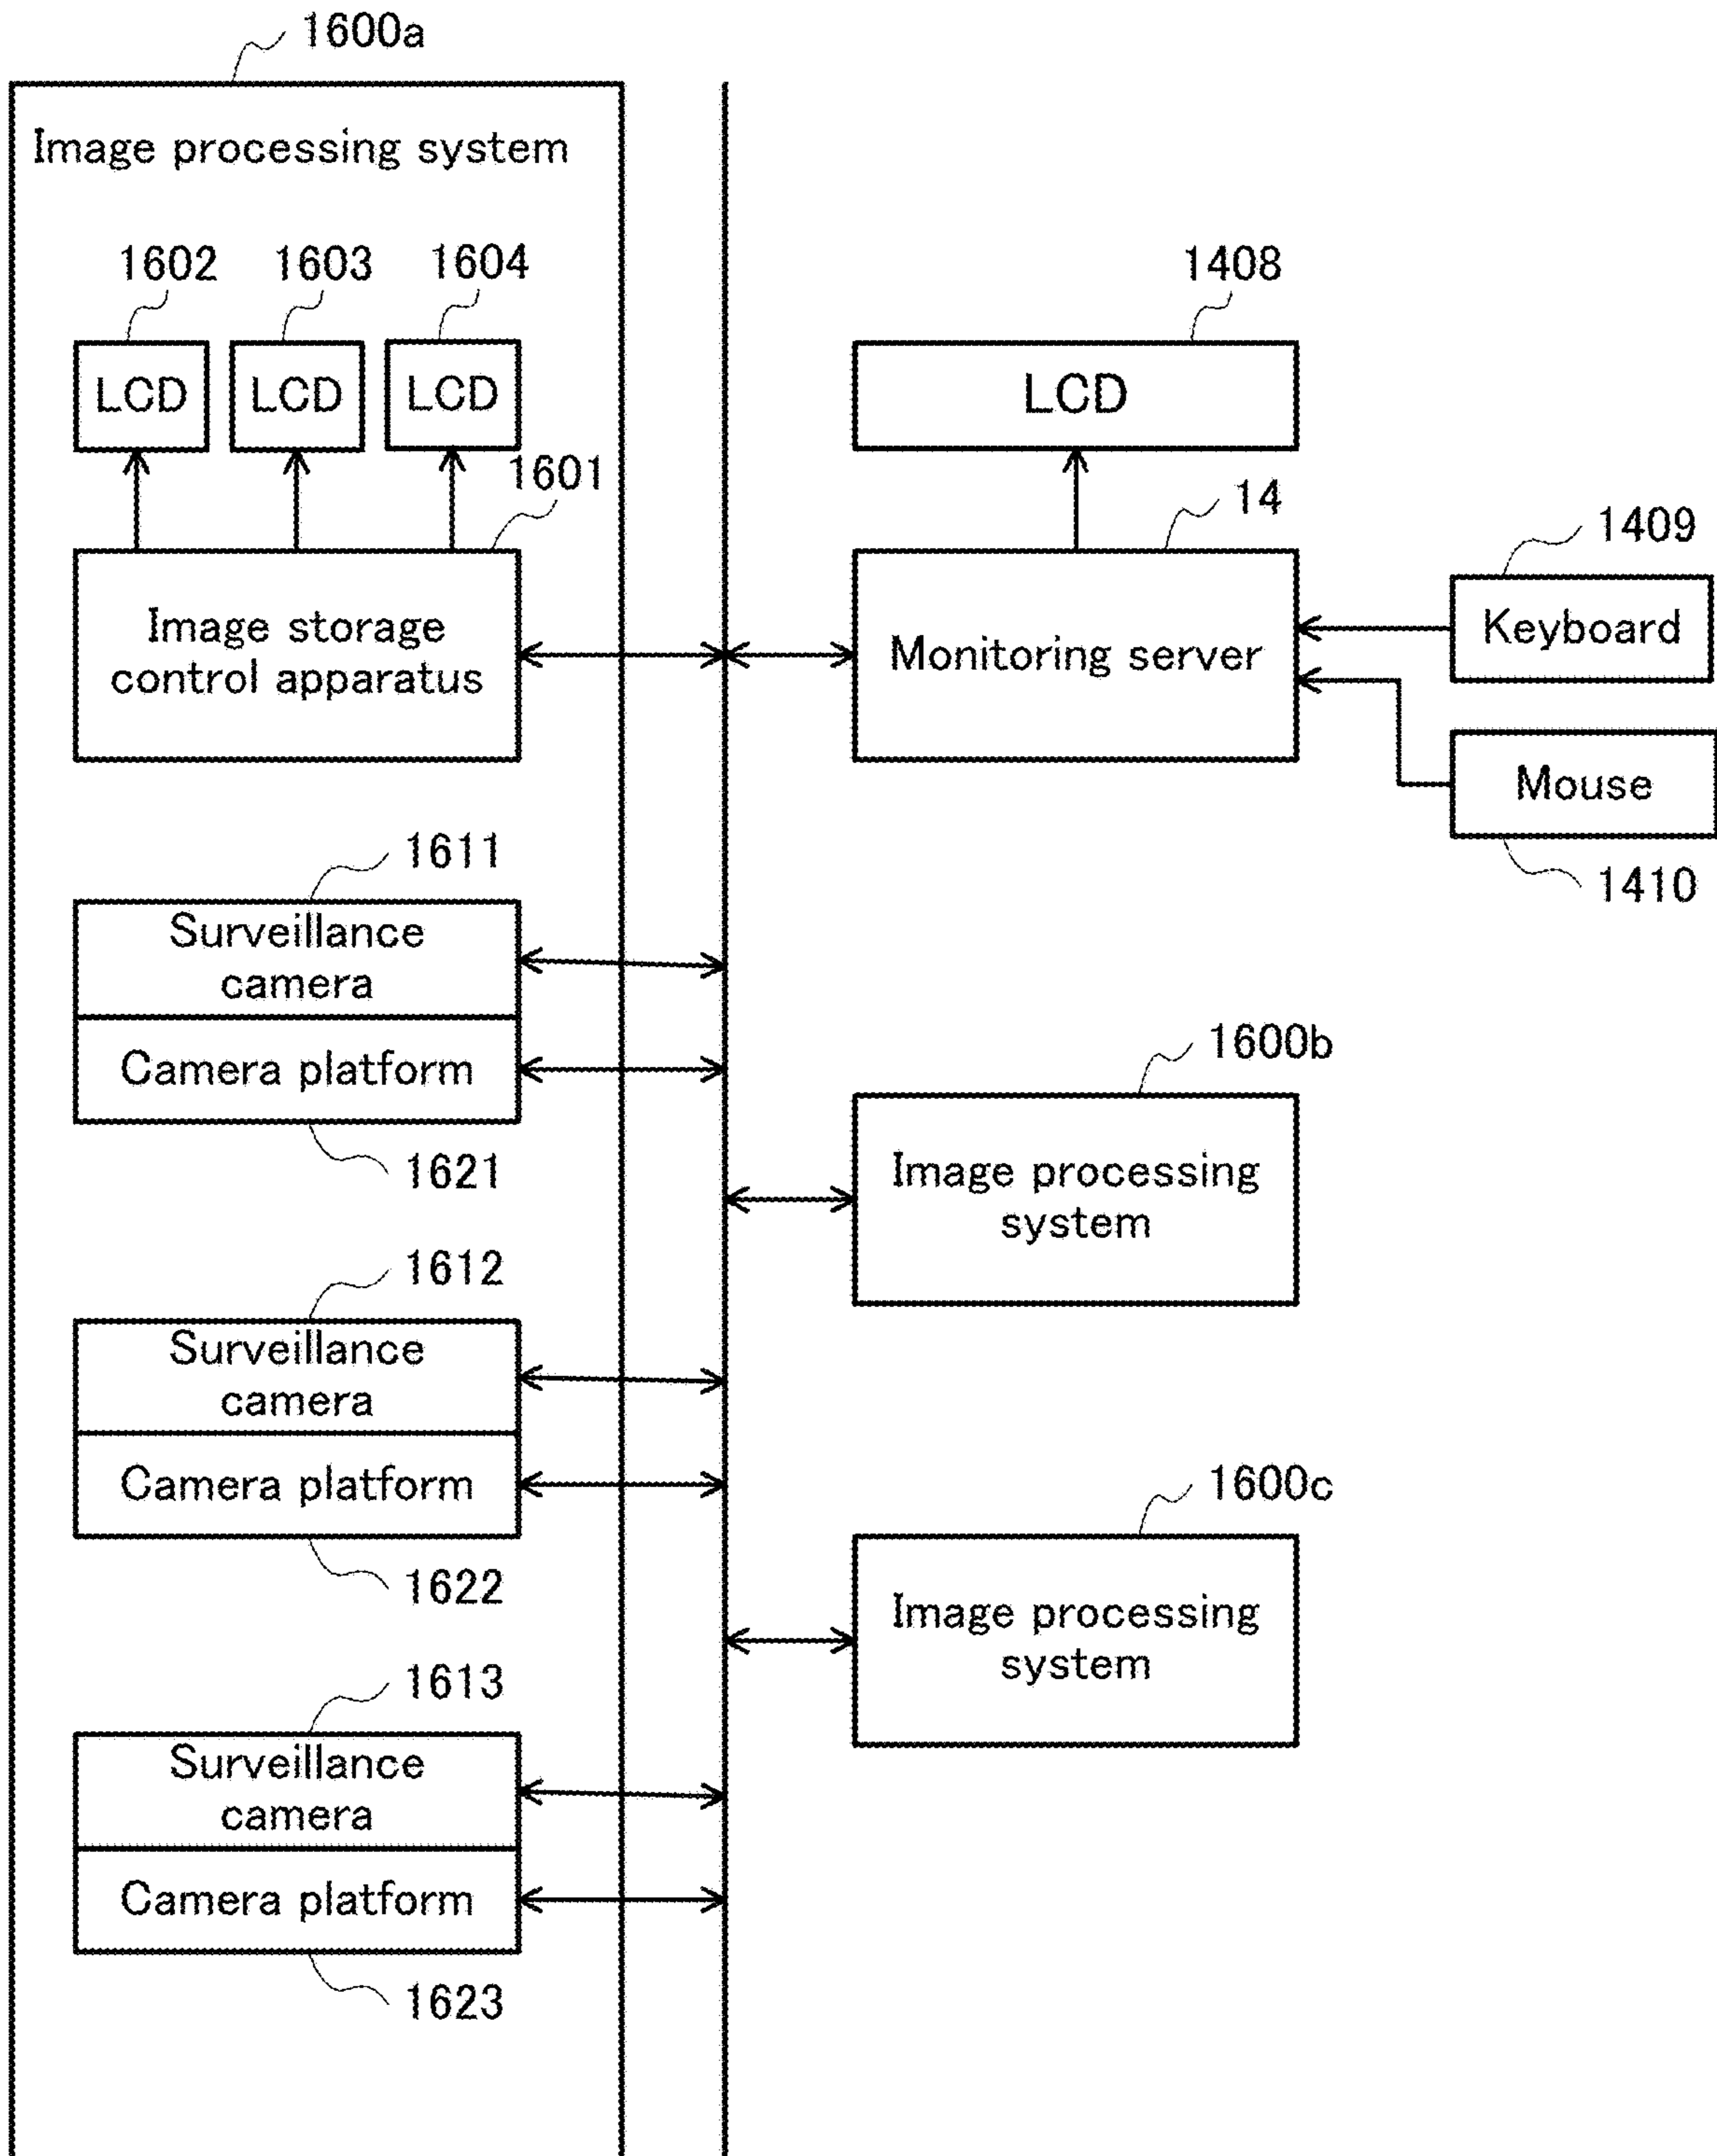 1600a
Image processing system
1602
1603
1604
1408
LCD
LCD
LCD
LCD
1601
14
1409
Image storage
control apparatus
Monitoring server
Keyboard
Mouse
1410
1611
Surveillance
camera
Camera platform
1621
1600b
Image processing
system
1612
Surveillance
camera
Camera platform
1622
1600c
Image processing
system
1613
Surveillance
camera
Camera platform
1623